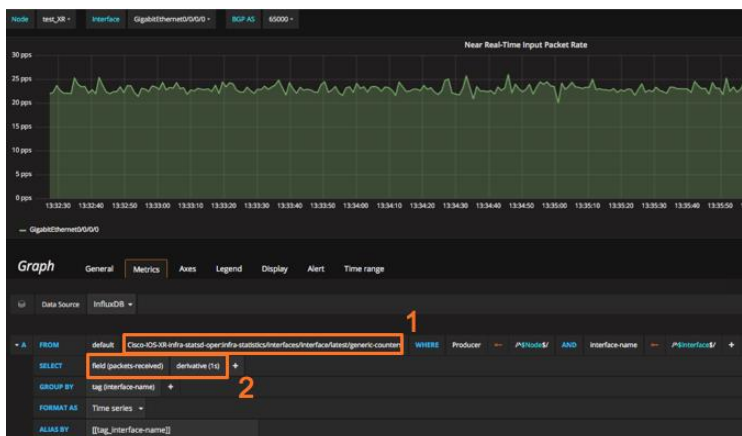 Node test_XR Interface GigabitEthernet0/0/0/0 BGP AS 65000
Near Real-Time Input Packet Rate
30 pps
25 pps
20 pps
15 pps
10 pps
5 pps
0 pps
13:32:30 13:32:40 13:32:50 13:33:00 13:33:10 13:33:20 13:33:30 13:33:40 13:33:50 13:34:00 13:34:10 13:34:20 13:34:30 13:34:40 13:34:50 13:35:00 13:35:10 13:35:20 13:35:30 13:35:40 13:35:50
GigabitEthernet0/0/0/0
Graph General Metrics Axes Legend Display Alert Time range
Data Source InfluxDB
1
A FROM default Cisco-IOS-XR-infra-statsd-oper:infra-statistics/interfaces/interface/latest/generic-counters WHERE Producer =~ /^$Node$/ AND interface-name =~ /^$Interface$/ +
SELECT field (packets-received) derivative (1s) +
2
GROUP BY tag (interface-name) +
FORMAT AS Time series
ALIAS BY [[tag_interface-name]]